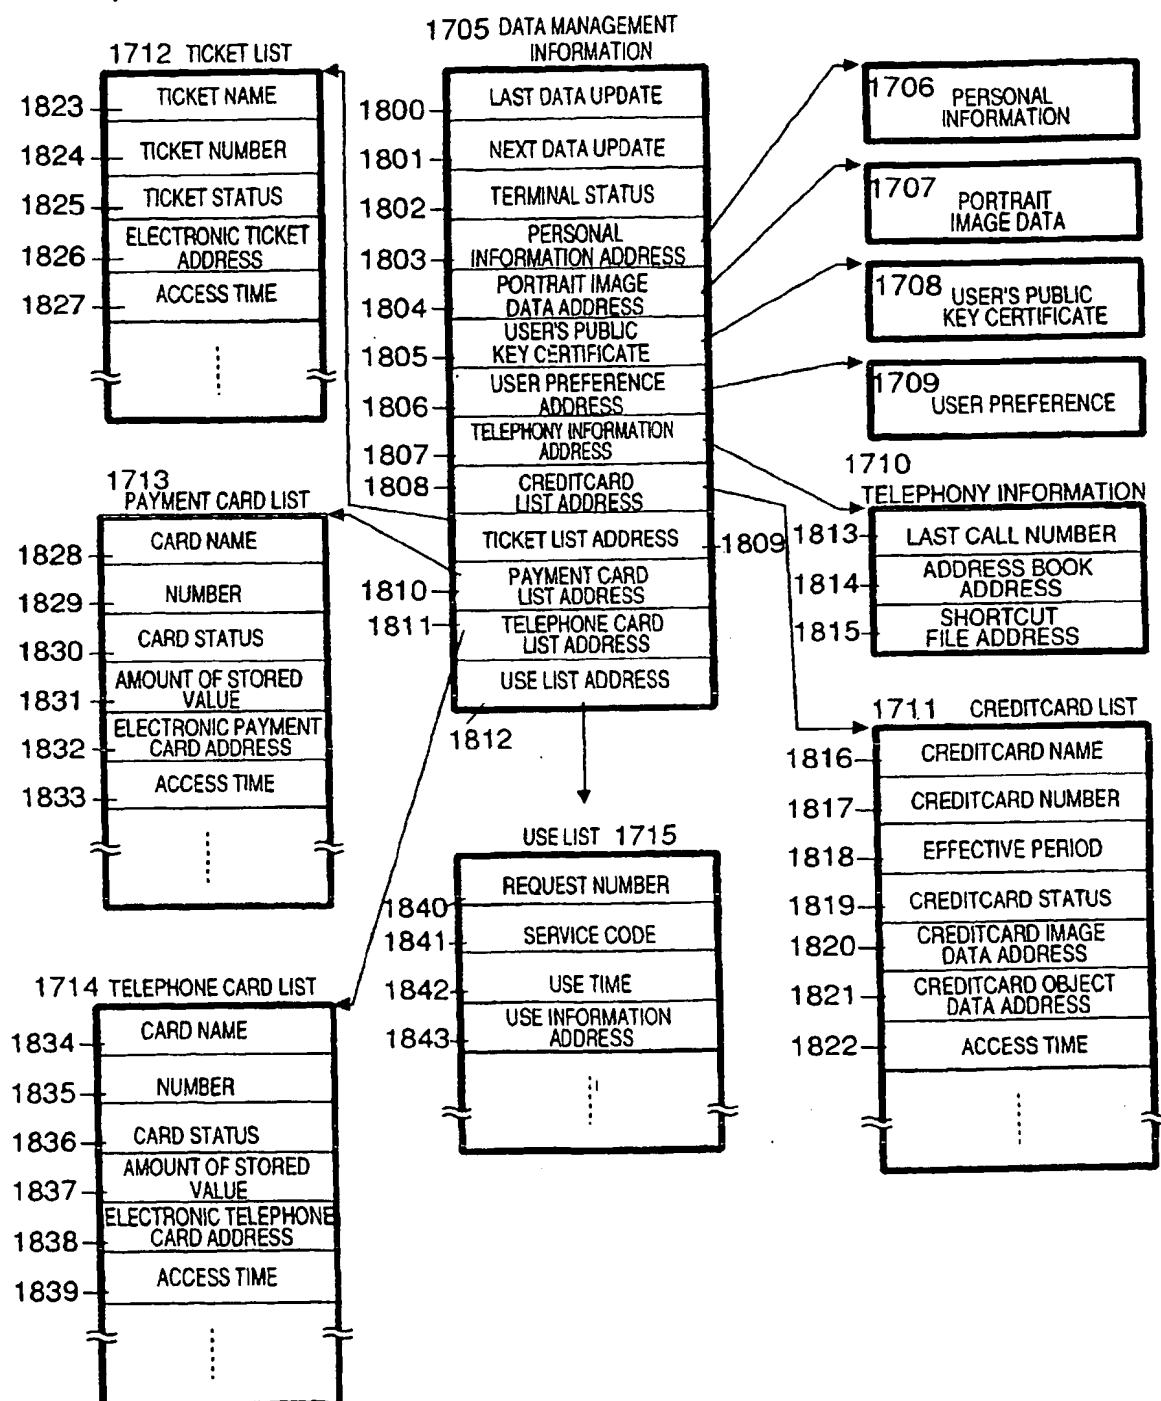 1705 DATA MANAGEMENT
INFORMATION
1800 LAST DATA UPDATE
1801 NEXT DATA UPDATE
1802 TERMINAL STATUS
1803 PERSONAL
INFORMATION ADDRESS
1804 PORTRAIT IMAGE
DATA ADDRESS
1805 USER'S PUBLIC
KEY CERTIFICATE
1806 USER PREFERENCE
ADDRESS
1807 TELEPHONY INFORMATION
ADDRESS
1808 CREDITCARD
LIST ADDRESS
TICKET LIST ADDRESS 1809
1810 PAYMENT CARD
LIST ADDRESS
1811 TELEPHONE CARD
LIST ADDRESS
USE LIST ADDRESS
1812
1712 TICKET LIST
1823 TICKET NAME
1824 TICKET NUMBER
1825 TICKET STATUS
1826 ELECTRONIC TICKET
ADDRESS
1827 ACCESS TIME
1713
PAYMENT CARD LIST
1828 CARD NAME
1829 NUMBER
1830 CARD STATUS
1831 AMOUNT OF STORED
VALUE
1832 ELECTRONIC PAYMENT
CARD ADDRESS
1833 ACCESS TIME
1714 TELEPHONE CARD LIST
1834 CARD NAME
1835 NUMBER
1836 CARD STATUS
1837 AMOUNT OF STORED
VALUE
1838 ELECTRONIC TELEPHONE
CARD ADDRESS
1839 ACCESS TIME
USE LIST 1715
1840 REQUEST NUMBER
1841 SERVICE CODE
1842 USE TIME
1843 USE INFORMATION
ADDRESS
1706 PERSONAL
INFORMATION
1707 PORTRAIT
IMAGE DATA
1708 USER'S PUBLIC
KEY CERTIFICATE
1709
USER PREFERENCE
1710
TELEPHONY INFORMATION
1813 LAST CALL NUMBER
1814 ADDRESS BOOK
ADDRESS
1815 SHORTCUT
FILE ADDRESS
1711 CREDITCARD LIST
1816 CREDITCARD NAME
1817 CREDITCARD NUMBER
1818 EFFECTIVE PERIOD
1819 CREDITCARD STATUS
1820 CREDITCARD IMAGE
DATA ADDRESS
1821 CREDITCARD OBJECT
DATA ADDRESS
1822 ACCESS TIME